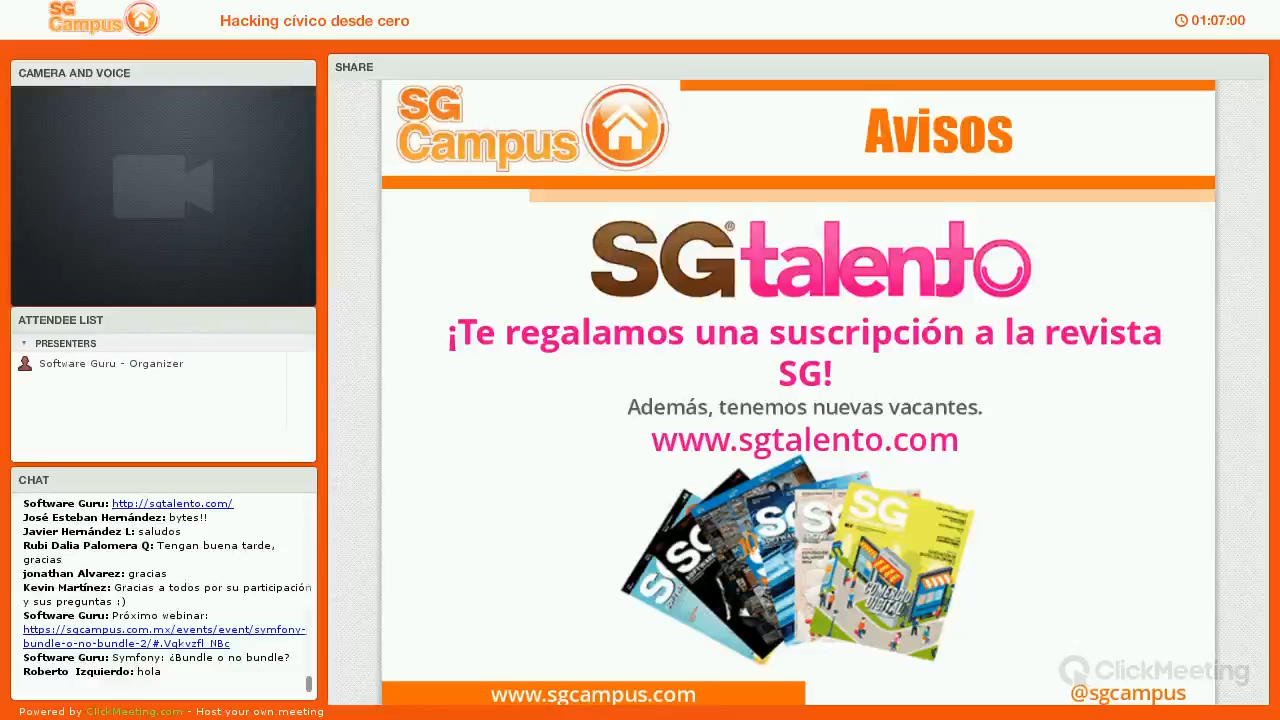 SG Campus
Hacking cívico desde cero
01:07:00
CAMERA AND VOICE
ATTENDEE LIST
PRESENTERS
Software Guru - Organizer
CHAT
Software Guru: http://sgtalento.com/
José Esteban Hernández: bytes!!
Javier Hernández L: saludos
Rubi Dalia Palomera Q: Tengan buena tarde,
gracias
jonathan Alvarez: gracias
Kevin Martínez: Gracias a todos por su participación
y sus preguntas :)
Software Guru: Próximo webinar:
https://sgcampus.com.mx/events/event/symfony-
bundle-o-no-bundle-2/#.Vgkvzfl_NBc
Software Guru: Symfony: ¿Bundle o no bundle?
Roberto Izquierdo: hola
Powered by ClickMeeting.com - Host your own meeting
SHARE
SG
Campus
Avisos
SG® talento
¡Te regalamos una suscripción a la revista
SG!
Además, tenemos nuevas vacantes.
www.sgtalento.com
SG
COMERCIO
DIGITAL
ClickMeeting
www.sgcampus.com
@sgcampus